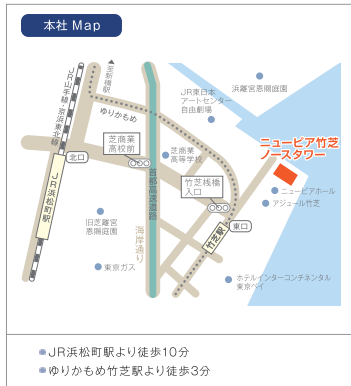 本社 Map
至新橋駅
JR山手線・京浜東北線
ゆりかもめ
JR東日本
アートセンター
自由劇場
浜離宮恩賜庭園
芝商業
高校前
芝商業
高等学校
北口
JR浜松町駅
首都高速道路
竹芝桟橋
入口
ニューピア竹芝
ノースタワー
ニューピアホール
アジュール竹芝
旧芝離宮
恩賜庭園
海岸通り
東口
竹芝駅
東京ガス
ホテルインターコンチネンタル
東京ベイ
JR浜松町駅より徒歩10分
ゆりかもめ竹芝駅より徒歩3分